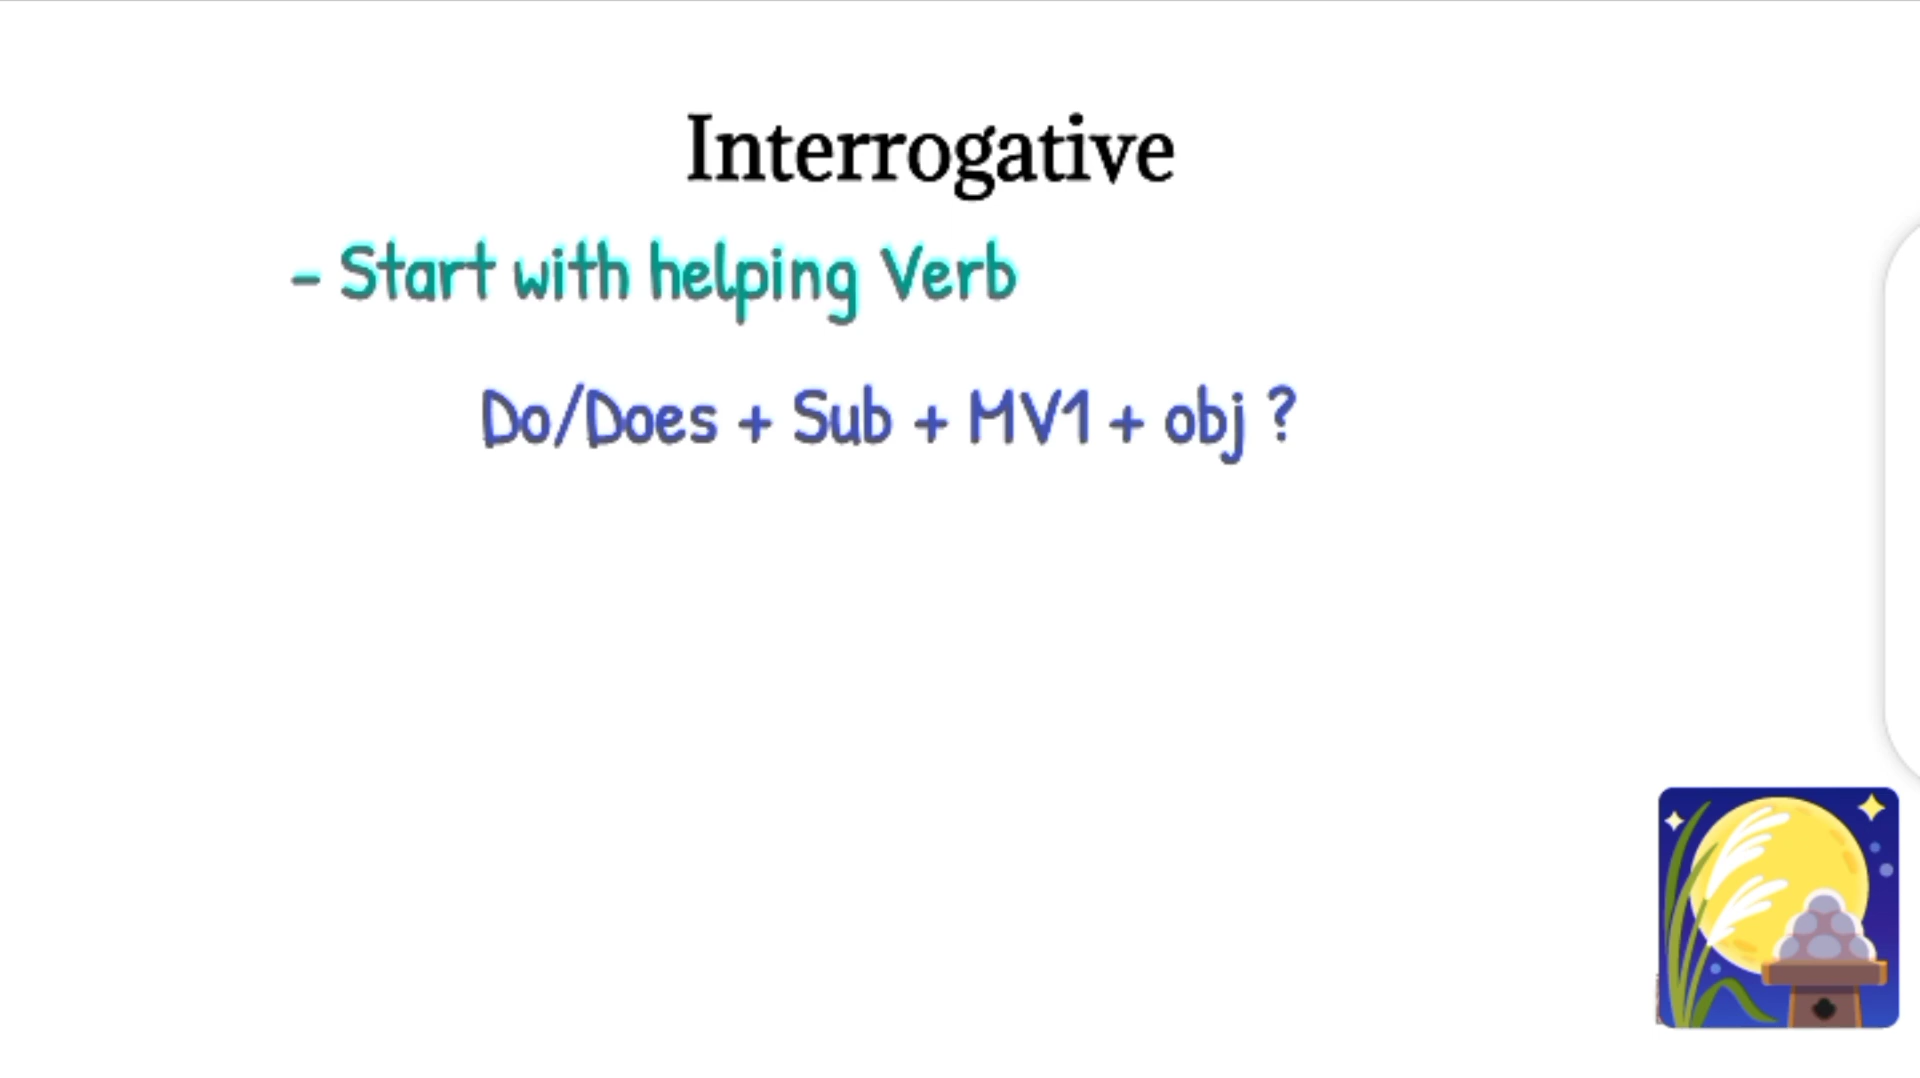 Interrogative
- Start with helping Verb
Do/Does + Sub + MV1 + obj ?